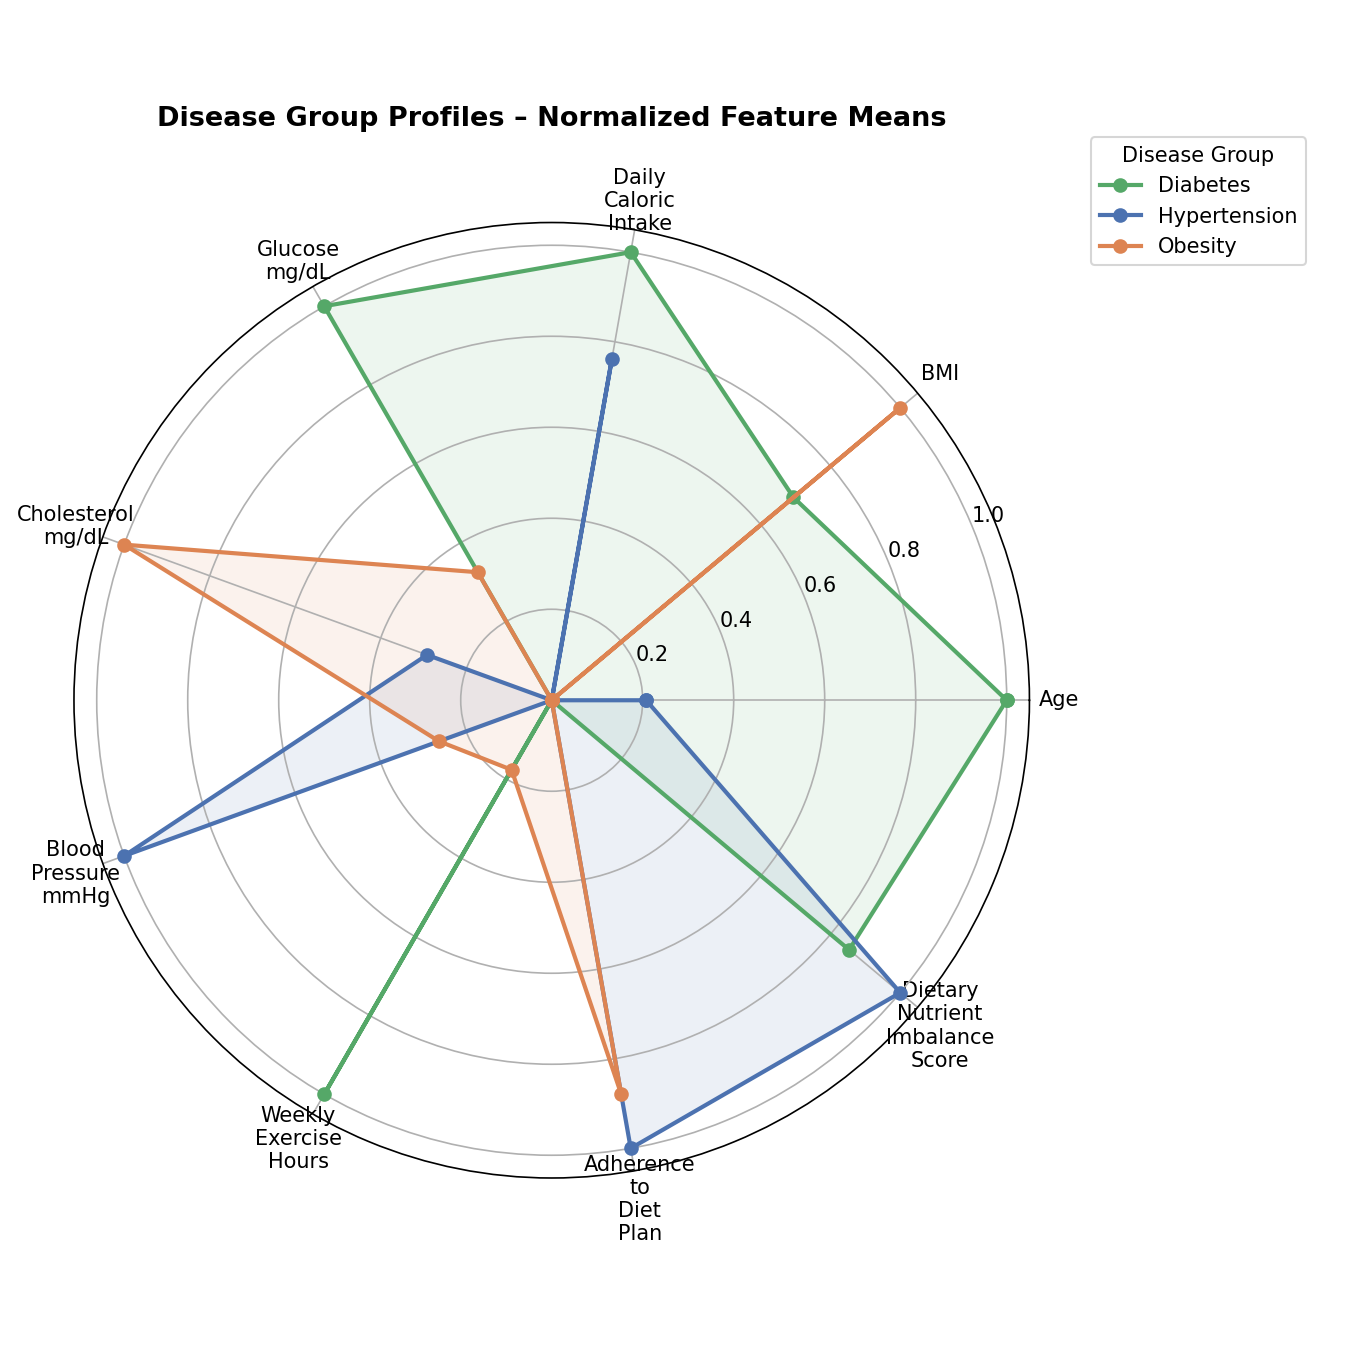 Disease Group Profiles – Normalized Feature Means
Disease Group
Diabetes
Hypertension
Obesity
Daily
Caloric
Intake
Glucose
mg/dL
BMI
Cholesterol
mg/dL
1.0
0.8
0.6
0.4
0.2
Age
Blood
Pressure
mmHg
Dietary
Nutrient
Imbalance
Score
Weekly
Exercise
Hours
Adherence
to
Diet
Plan